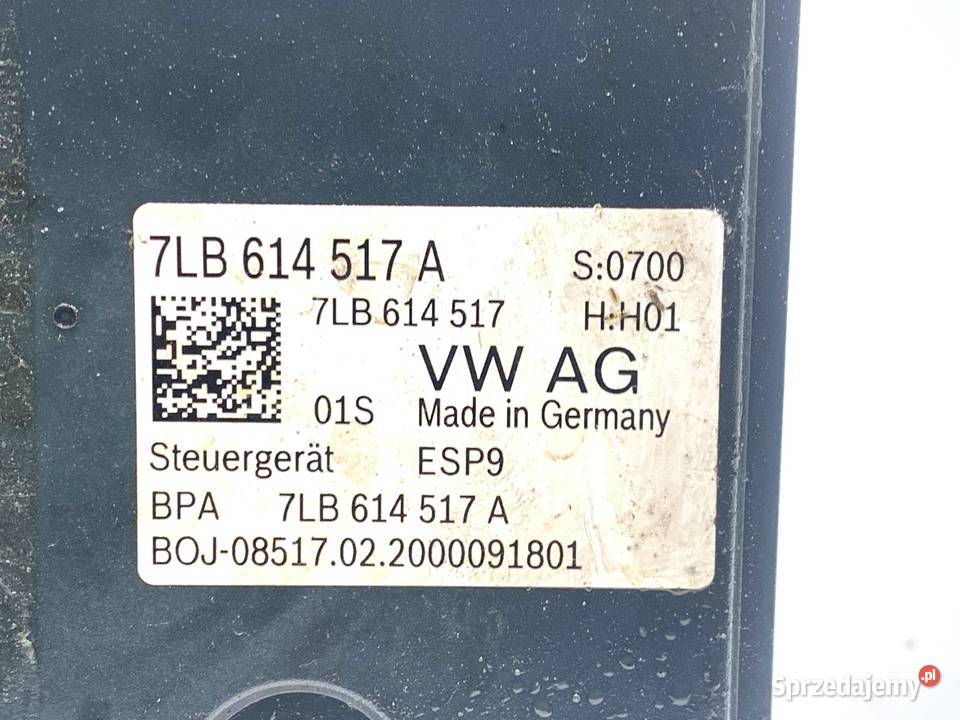 7LB 614 517 A S:0700
7LB 614 517 H:H01
VW AG
01S Made in Germany
Steuergerät ESP9
BPA 7LB 614 517 A
BOJ-08517.02.2000091801
Sprzedajemy.pl